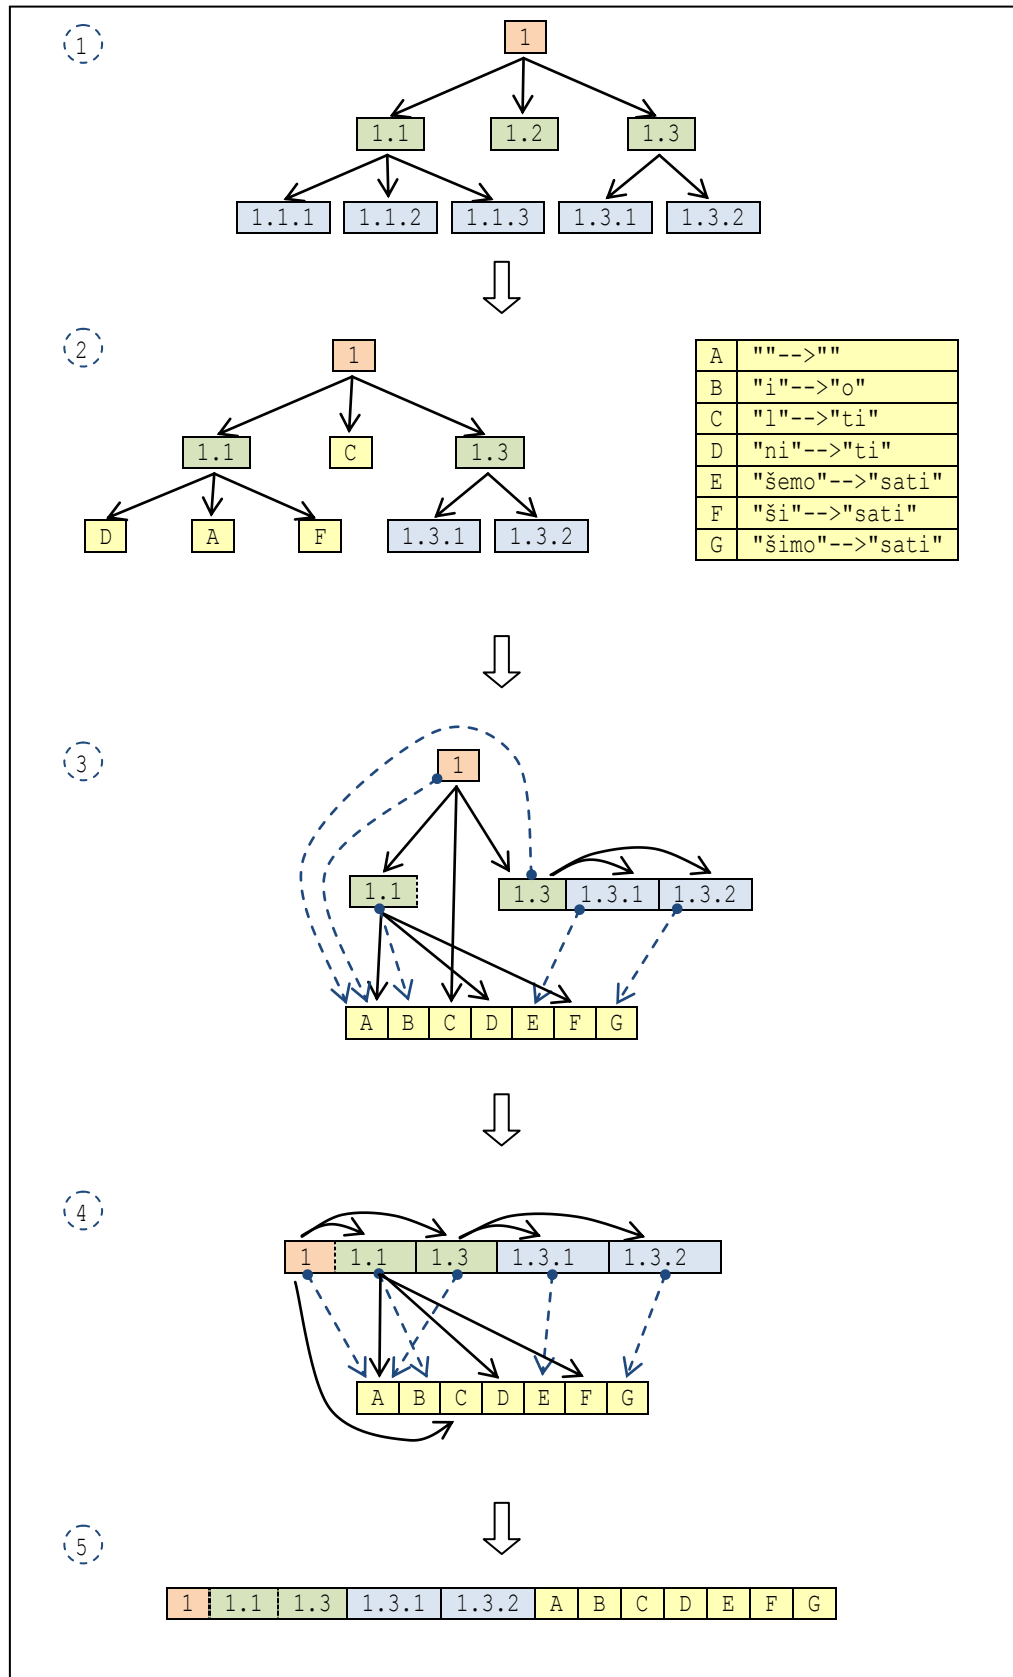 1
1
1.1 1.2 1.3
1.1.1 1.1.2 1.1.3 1.3.1 1.3.2
2
1
1.1 C 1.3
D A F 1.3.1 1.3.2
A ""-->""
B "i"-->"o"
C "l"-->"ti"
D "ni"-->"ti"
E "šemo"-->"sati"
F "ši"-->"sati"
G "šimo"-->"sati"
3
1
1.1 1.3 1.3.1 1.3.2
A B C D E F G
4
1 1.1 1.3 1.3.1 1.3.2
A B C D E F G
5
1 1.1 1.3 1.3.1 1.3.2 A B C D E F G